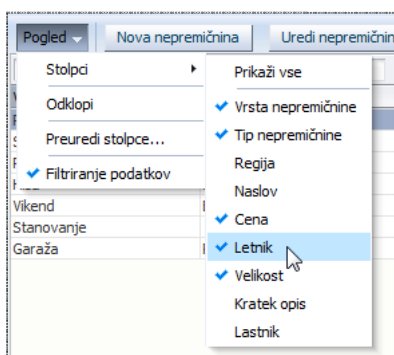 Pogled
Nova nepremičnina
Uredi nepremičnin
Stolpci
Odklopi
Preuredi stolpce...
Filtriranje podatkov
Prikaži vse
Vrsta nepremičnine
Tip nepremičnine
Regija
Naslov
Cena
Letnik
Velikost
Kratek opis
Lastnik
Vikend
Stanovanje
Garaža